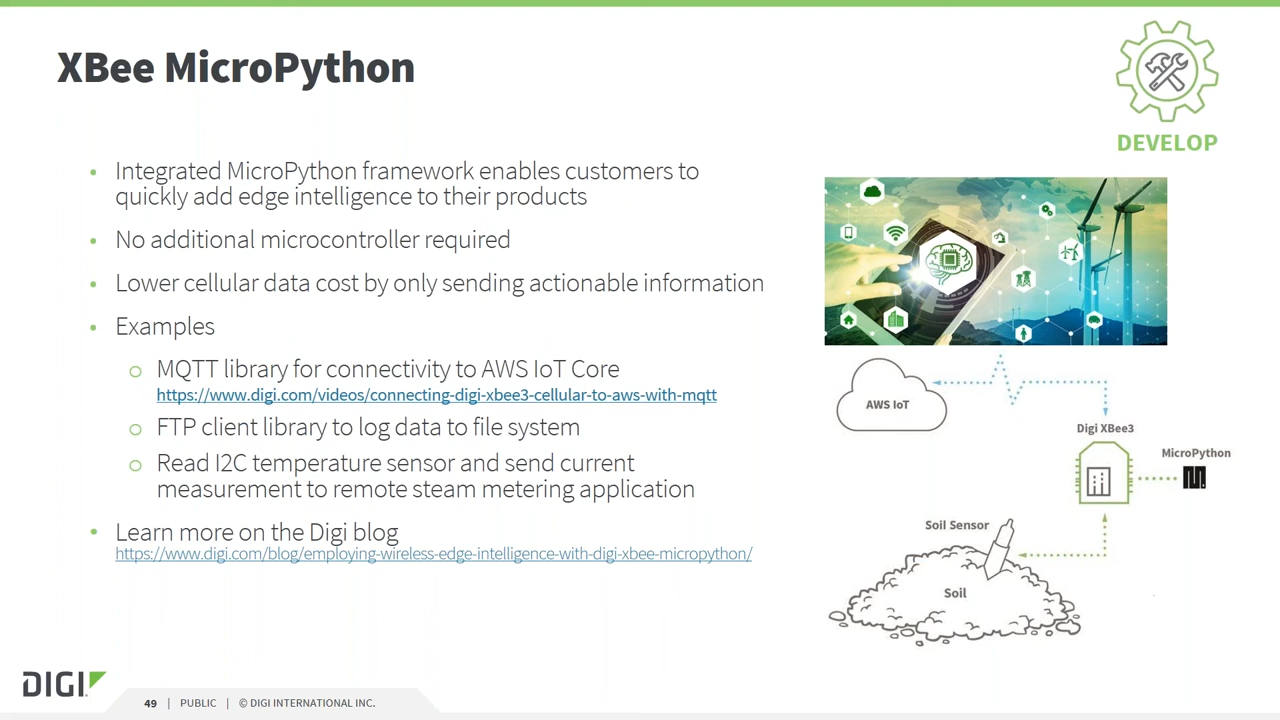 XBee MicroPython
DEVELOP
• Integrated MicroPython framework enables customers to
quickly add edge intelligence to their products
• No additional microcontroller required
• Lower cellular data cost by only sending actionable information
• Examples
o MQTT library for connectivity to AWS IoT Core
https://www.digi.com/videos/connecting-digi-xbee3-cellular-to-aws-with-mqtt
o FTP client library to log data to file system
o Read I2C temperature sensor and send current
measurement to remote steam metering application
• Learn more on the Digi blog
https://www.digi.com/blog/employing-wireless-edge-intelligence-with-digi-xbee-micropython/
AWS IoT
Digi XBee3
MicroPython
Soil Sensor
Soil
DIGI
49 | PUBLIC | © DIGI INTERNATIONAL INC.